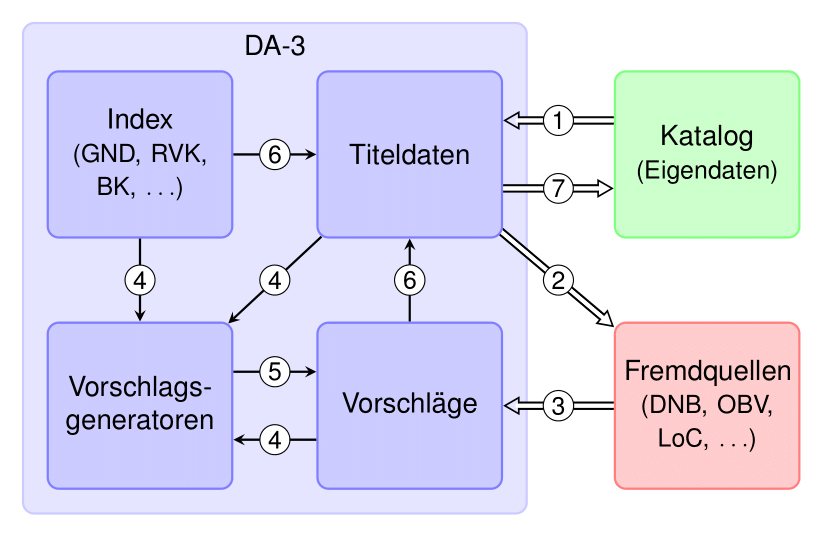 DA-3
Index
(GND, RVK,
BK, . . .)
6
Titeldaten
1
7
Katalog
(Eigendaten)
4
4
6
2
Vorschlags-
generatoren
5
4
Vorschläge
3
Fremdquellen
(DNB, OBV,
LoC, . . .)